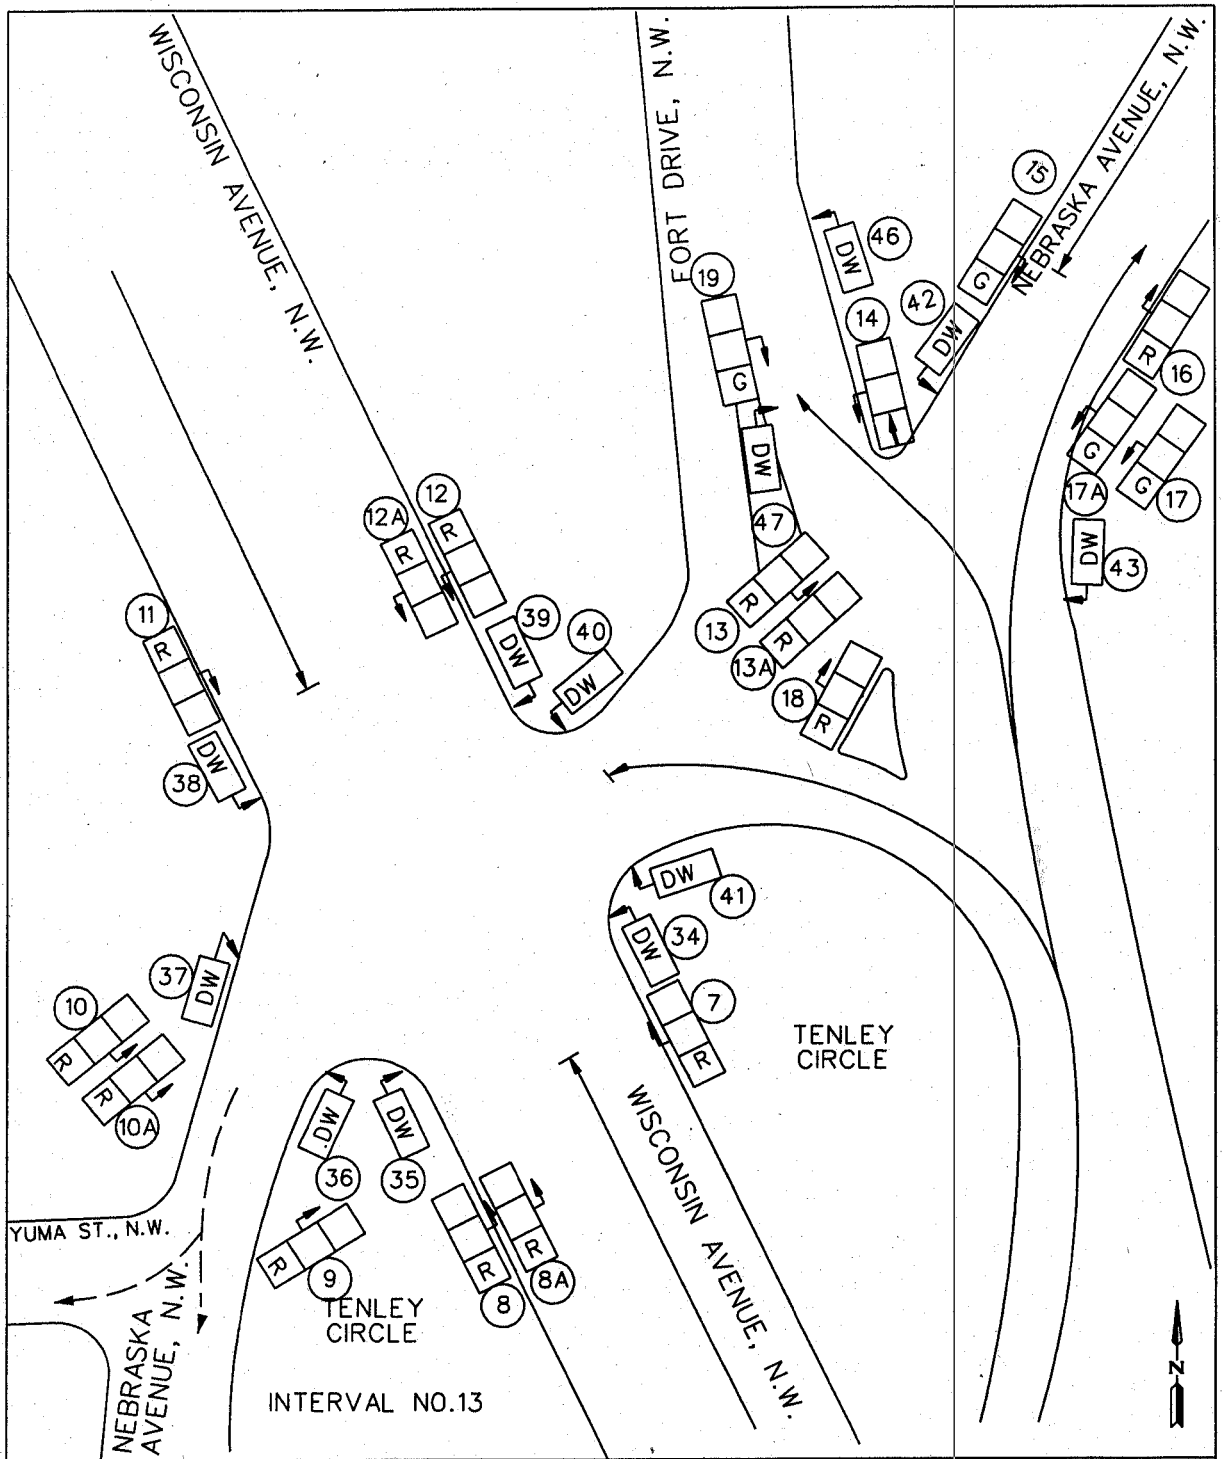 WISCONSIN AVENUE, N.W.
FORT DRIVE, N.W.
NEBRASKA AVENUE, N.W.
15
46
DW
19
G
42
DW
G
14
R
16
G
17A
G
17
DW
43
DW
47
12
R
12A
R
11
R
39
DW
40
DW
13
R
13A
R
18
R
DW
38
DW
41
DW
34
7
R
37
DW
10
R
R
10A
TENLEY
CIRCLE
DW
36
DW
35
R
9
R
8
R
8A
WISCONSIN AVENUE, N.W.
YUMA ST., N.W.
TENLEY
CIRCLE
NEBRASKA
AVENUE, N.W.
INTERVAL NO.13
N